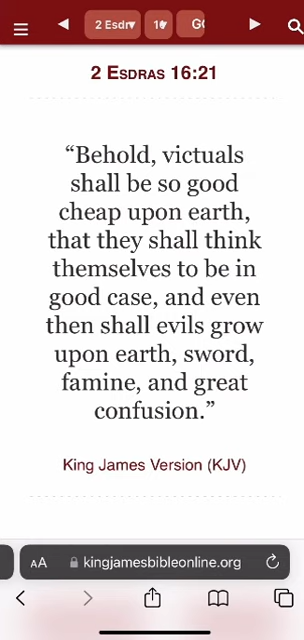 2 Esdr
16
GO
2 ESDRAS 16:21
“Behold, victuals
shall be so good
cheap upon earth,
that they shall think
themselves to be in
good case, and even
then shall evils grow
upon earth, sword,
famine, and great
confusion.”
King James Version (KJV)
AA
kingjamesbibleonline.org